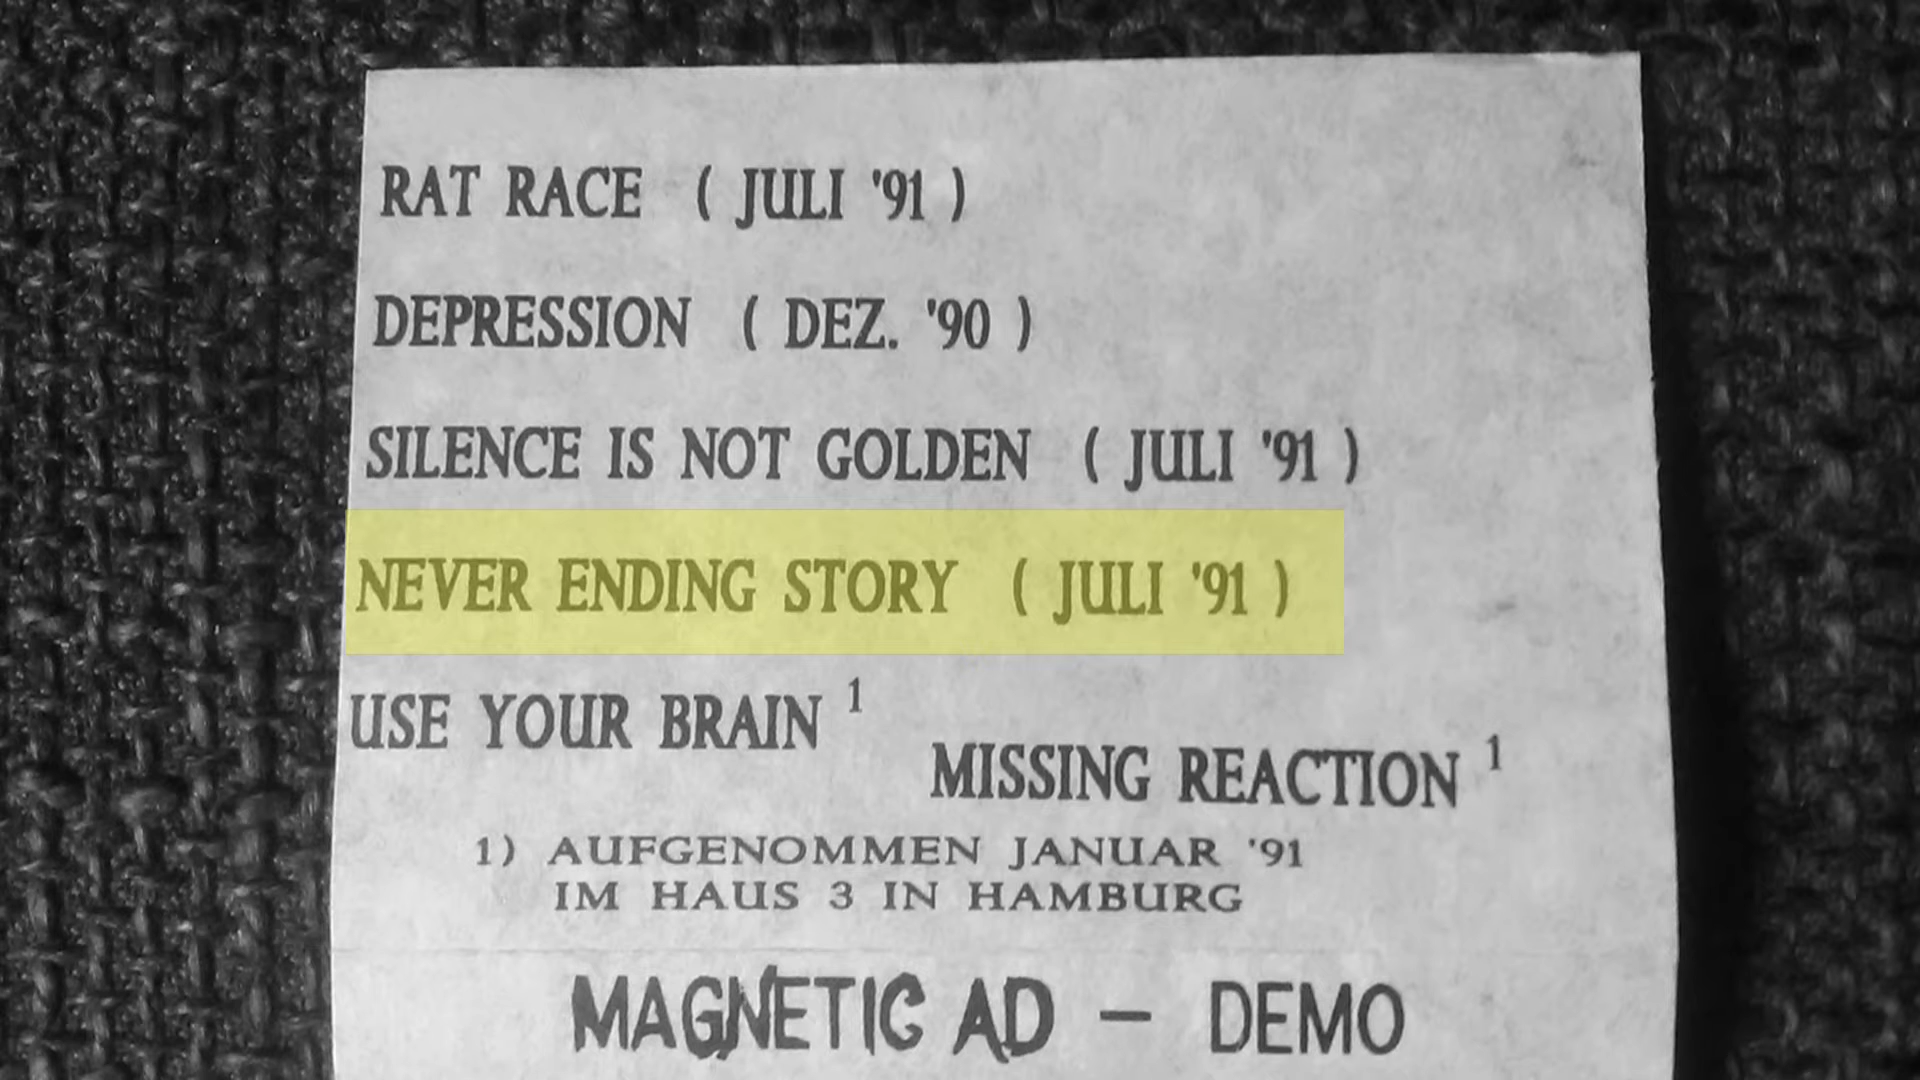 RAT RACE ( JULI '91 )
DEPRESSION ( DEZ. '90 )
SILENCE IS NOT GOLDEN ( JULI '91 )
NEVER ENDING STORY ( JULI '91 )
USE YOUR BRAIN 1
MISSING REACTION 1
1) AUFGENOMMEN JANUAR '91
IM HAUS 3 IN HAMBURG
MAGNETIC AD – DEMO